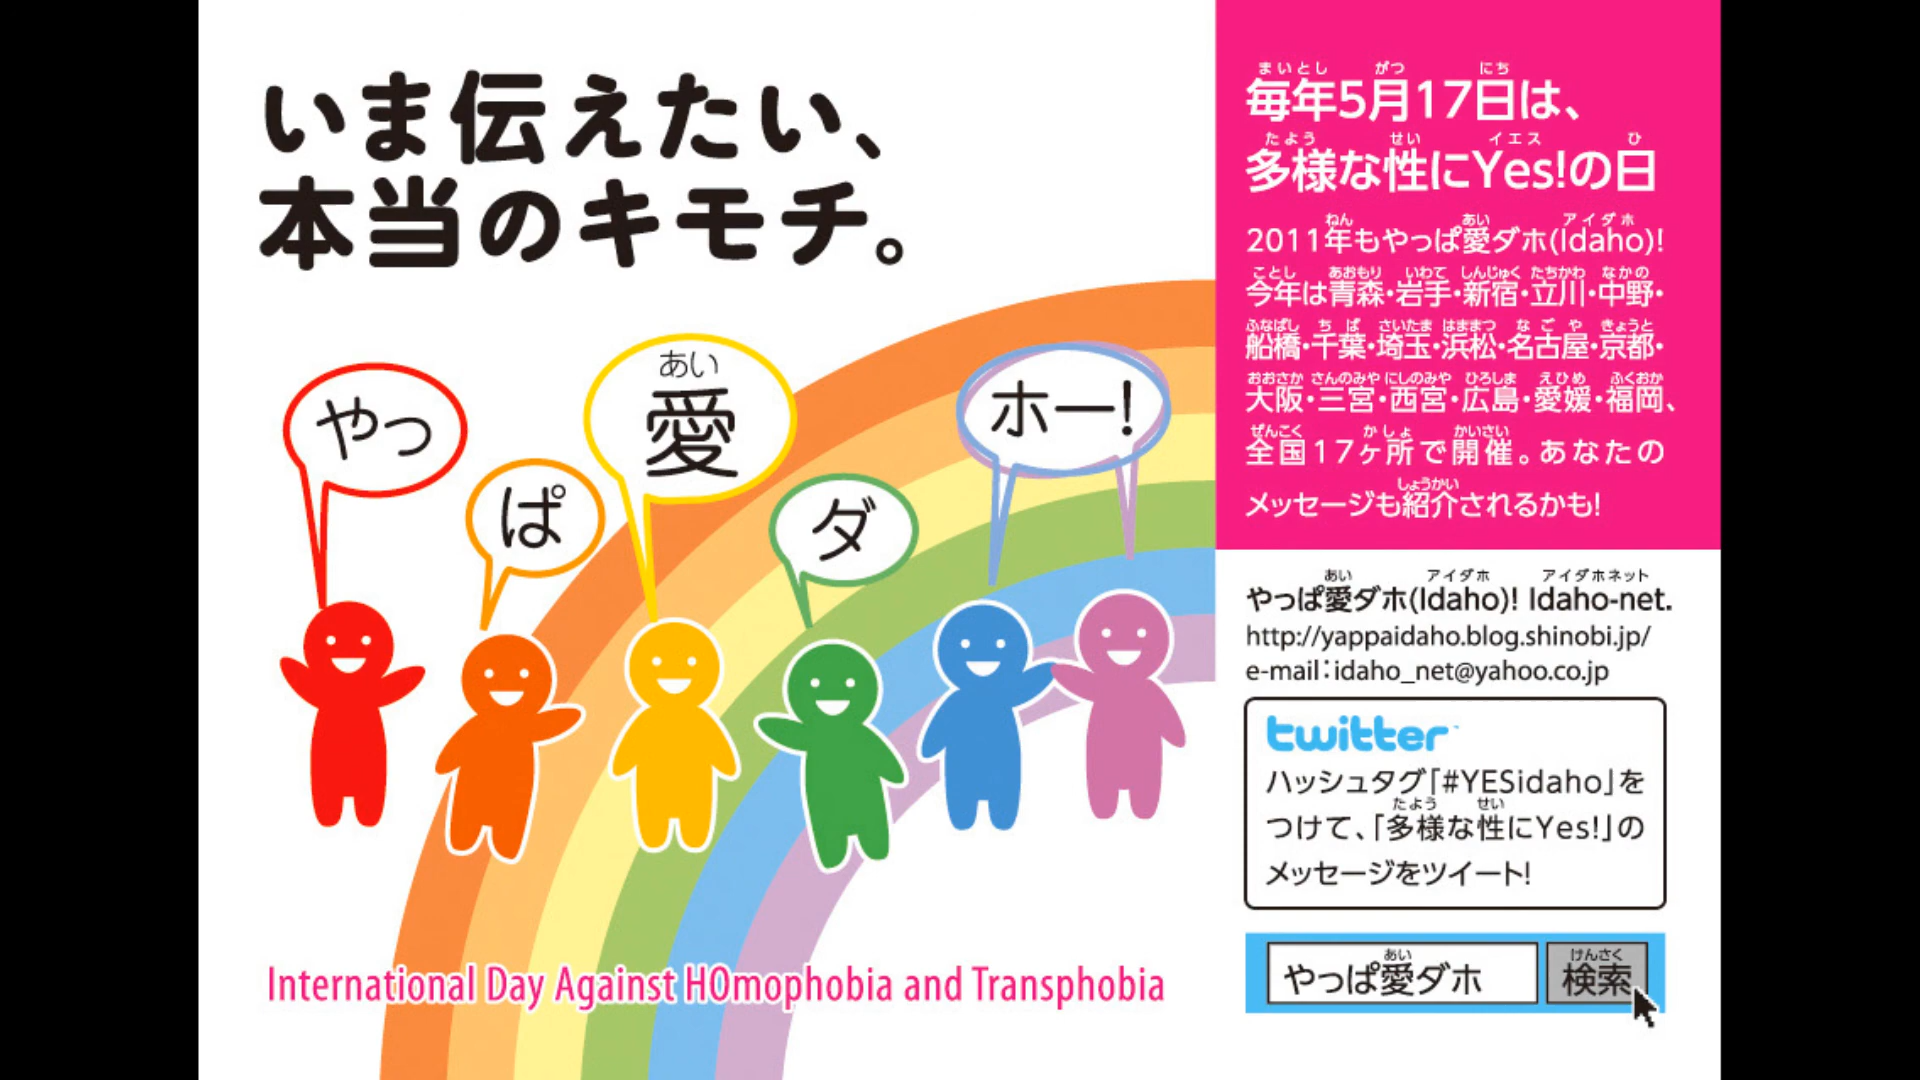 いま伝えたい、
本当のキモチ。
やっ
ぱ
あい
愛
ダ
ホー!
International Day Against HOmophobia and Transphobia
まいとし がつ にち
毎年5月17日は、
たよう せい イエス ひ
多様な性にYes!の日
ねん あい アイダホ
2011年もやっぱ愛ダホ(Idaho)!
ことし あおもり いわて しんじゅく たちかわ なかの
今年は青森・岩手・新宿・立川・中野・
ふなばし ちば さいたま はままつ なごや きょうと
船橋・千葉・埼玉・浜松・名古屋・京都・
おおさか さんのみや にしのみや ひろしま えひめ ふくおか
大阪・三宮・西宮・広島・愛媛・福岡、
ぜんこく かしょ かいさい
全国17ヶ所で開催。あなたの
しょうかい
メッセージも紹介されるかも!
あい アイダホ アイダホネット
やっぱ愛ダホ(Idaho)! Idaho-net.
http://yappaidaho.blog.shinobi.jp/
e-mail:idaho_net@yahoo.co.jp
twitter
ハッシュタグ「#YESidaho」を
たよう せい
つけて、「多様な性にYes!」の
メッセージをツイート!
あい けんさく
やっぱ愛ダホ 検索